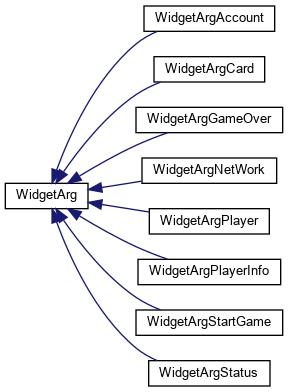 WidgetArgAccount
WidgetArgCard
WidgetArgGameOver
WidgetArgNetWork
WidgetArg
WidgetArgPlayer
WidgetArgPlayerInfo
WidgetArgStartGame
WidgetArgStatus